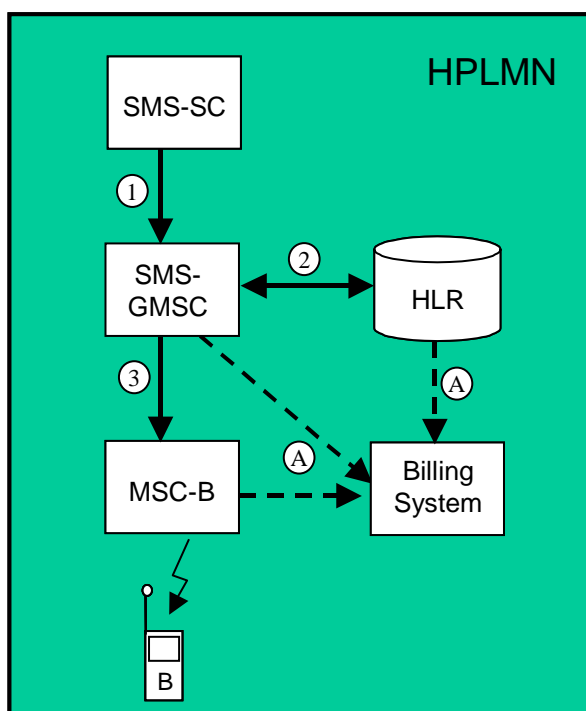 HPLMN
SMS-SC
1
SMS-
GMSC
2
HLR
3
A
A
MSC-B
Billing
System
B